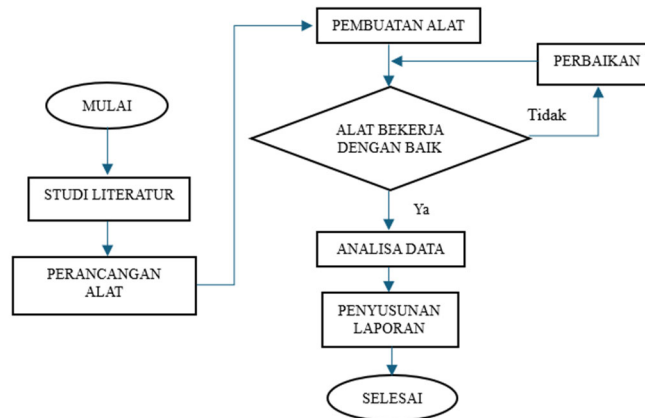 MULAI
STUDI LITERATUR
PERANCANGAN
ALAT
PEMBUATAN ALAT
PERBAIKAN
ALAT BEKERJA
DENGAN BAIK
Tidak
Ya
ANALISA DATA
PENYUSUNAN
LAPORAN
SELESAI